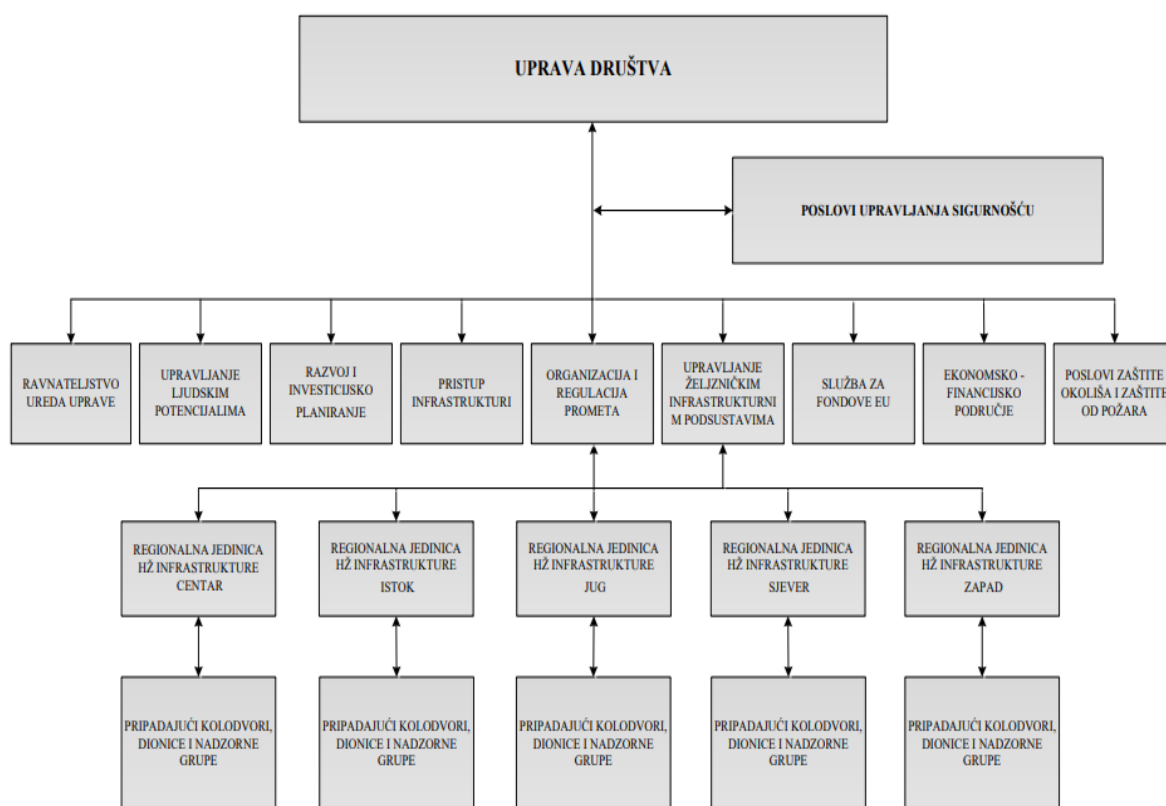 UPRAVA DRUŠTVA
POSLOVI UPRAVLJANJA SIGURNOŠĆU
RAVNATELJSTVO
UREDA UPRAVE
UPRAVLJANJE
LJUDSKIM
POTENCIJALIMA
RAZVOJ I
INVESTICIJSKO
PLANIRANJE
PRISTUP
INFRASTRUKTURI
ORGANIZACIJA I
REGULACIJA
PROMETA
UPRAVLJANJE
ŽELJZNIČKIM
INFRASTRUKTURNI
M PODSUSTAVIMA
SLUŽBA ZA
FONDOVE EU
EKONOMSKO -
FINANCIJSKO
PODRUČJE
POSLOVI ZAŠTITE
OKOLIŠA I ZAŠTITE
OD POŽARA
REGIONALNA JEDINICA
HŽ INFRASTRUKTURE
CENTAR
REGIONALNA JEDINICA
HŽ INFRASTRUKTURE
ISTOK
REGIONALNA JEDINICA
HŽ INFRASTRUKTURE
JUG
REGIONALNA JEDINICA
HŽ INFRASTRUKTURE
SJEVER
REGIONALNA JEDINICA
HŽ INFRASTRUKTURE
ZAPAD
PRIPADAJUĆI KOLODVORI,
DIONICE I NADZORNE
GRUPE
PRIPADAJUĆI KOLODVORI,
DIONICE I NADZORNE
GRUPE
PRIPADAJUĆI KOLODVORI,
DIONICE I NADZORNE
GRUPE
PRIPADAJUĆI KOLODVORI,
DIONICE I NADZORNE
GRUPE
PRIPADAJUĆI KOLODVORI,
DIONICE I NADZORNE
GRUPE